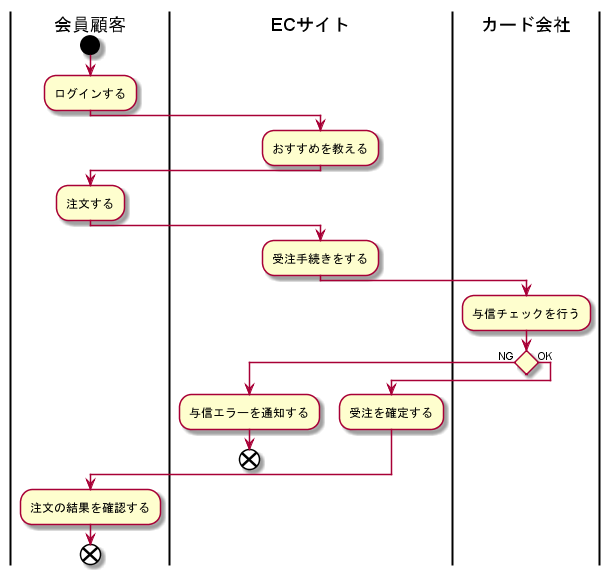 会員顧客
ECサイト
カード会社
ログインする
おすすめを教える
注文する
受注手続きをする
与信チェックを行う
NG
OK
与信エラーを通知する
受注を確定する
注文の結果を確認する